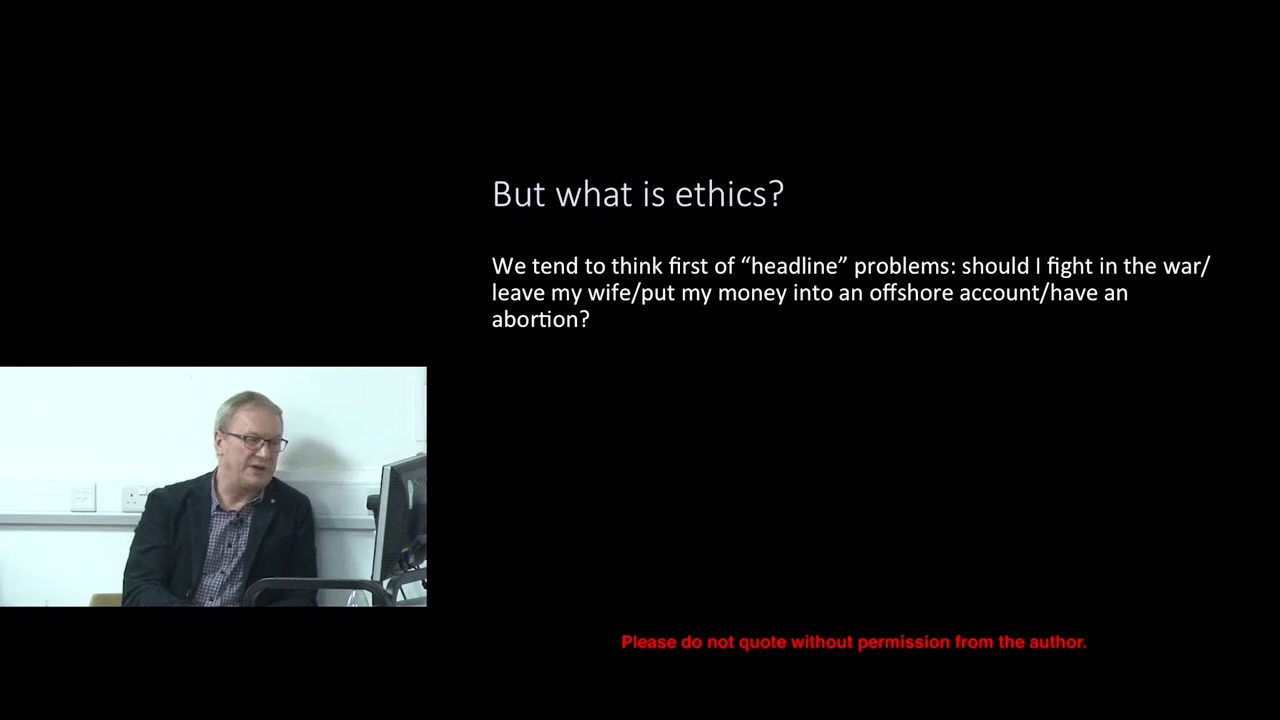 But what is ethics?
We tend to think first of “headline” problems: should I fight in the war/
leave my wife/put my money into an offshore account/have an
abortion?
Please do not quote without permission from the author.